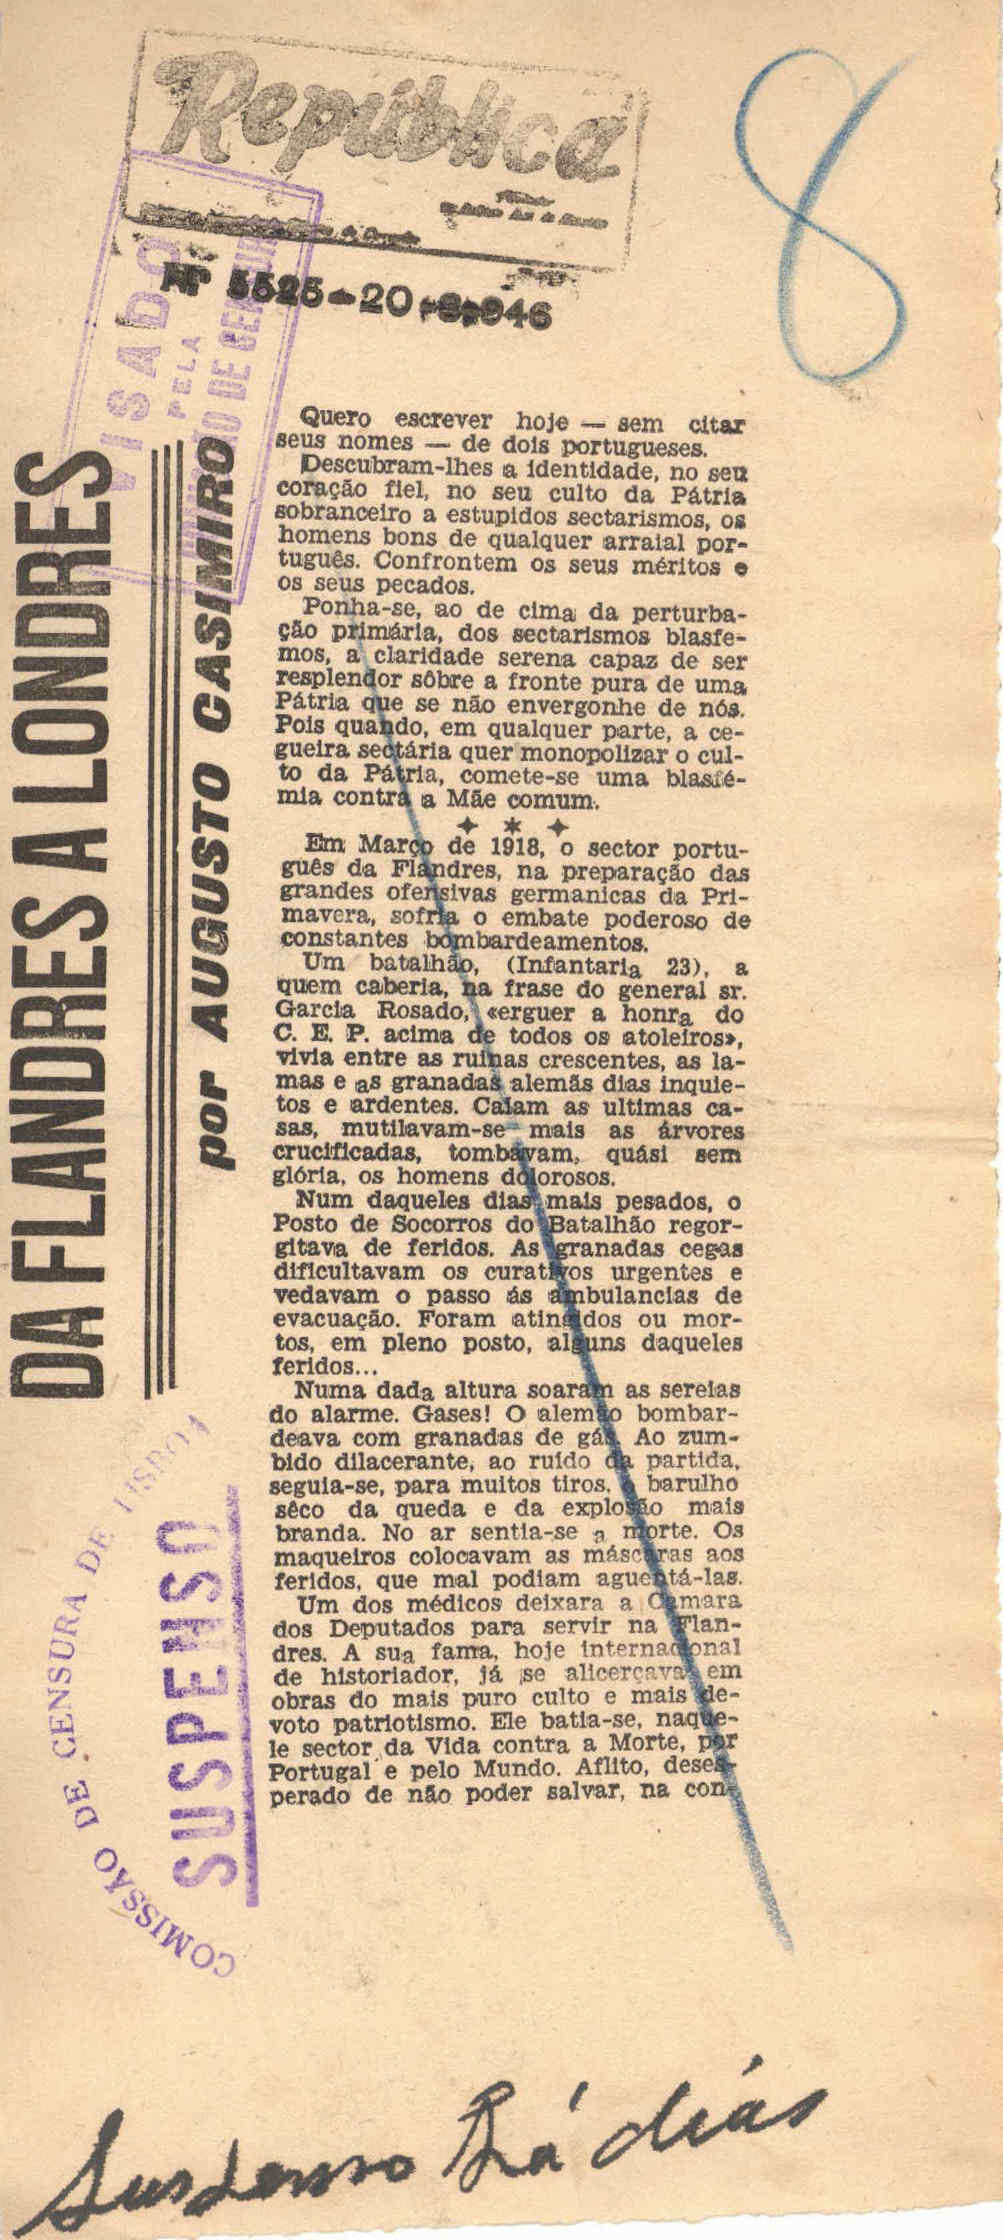 República
8
Nº 5525-20-8-946
VISADO
PELA
COMISSÃO DE CENSURA
DA FLANDRES A LONDRES
por AUGUSTO CASIMIRO
Quero escrever hoje — sem citar
seus nomes — de dois portugueses.
Descubram-lhes a identidade, no seu
coração fiel, no seu culto da Pátria
sobranceiro a estupidos sectarismos, os
homens bons de qualquer arraial por-
tuguês. Confrontem os seus méritos e
os seus pecados.
Ponha-se, ao de cima da perturba-
ção primária, dos sectarismos blasfe-
mos, a claridade serena capaz de ser
resplendor sôbre a fronte pura de uma
Pátria que se não envergonhe de nós.
Pois quando, em qualquer parte, a ce-
gueira sectária quer monopolizar o cul-
to da Pátria, comete-se uma blasfé-
mia contra a Mãe comum.
✦ * ✦
Em Março de 1918, o sector portu-
guês da Flandres, na preparação das
grandes ofensivas germanicas da Pri-
mavera, sofria o embate poderoso de
constantes bombardeamentos.
Um batalhão, (Infantaria 23), a
quem caberia, na frase do general sr.
Garcia Rosado, «erguer a honra do
C. E. P. acima de todos os atoleiros»,
vivia entre as ruinas crescentes, as la-
mas e as granadas alemãs dias inquie-
tos e ardentes. Caiam as ultimas ca-
sas, mutilavam-se mais as árvores
crucificadas, tombavam, quási sem
glória, os homens dolorosos.
Num daqueles dias mais pesados, o
Posto de Socorros do Batalhão regor-
gitava de feridos. As granadas cegas
dificultavam os curativos urgentes e
vedavam o passo ás ambulancias de
evacuação. Foram atingidos ou mor-
tos, em pleno posto, alguns daqueles
feridos...
Numa dada altura soaram as sereias
do alarme. Gases! O alemão bombar-
deava com granadas de gás. Ao zum-
bido dilacerante, ao ruido da partida,
seguia-se, para muitos tiros, o barulho
sêco da queda e da explosão mais
branda. No ar sentia-se a morte. Os
maqueiros colocavam as máscaras aos
feridos, que mal podiam aguentá-las.
Um dos médicos deixara a Camara
dos Deputados para servir na Flan-
dres. A sua fama, hoje internacional
de historiador, já se alicerçava em
obras do mais puro culto e mais de-
voto patriotismo. Ele batia-se, naque-
le sector da Vida contra a Morte, por
Portugal e pelo Mundo. Aflito, deses-
perado de não poder salvar, na con-
COMISSÃO DE CENSURA DE LISBOA
SUSPENSO
Suspenso há dias